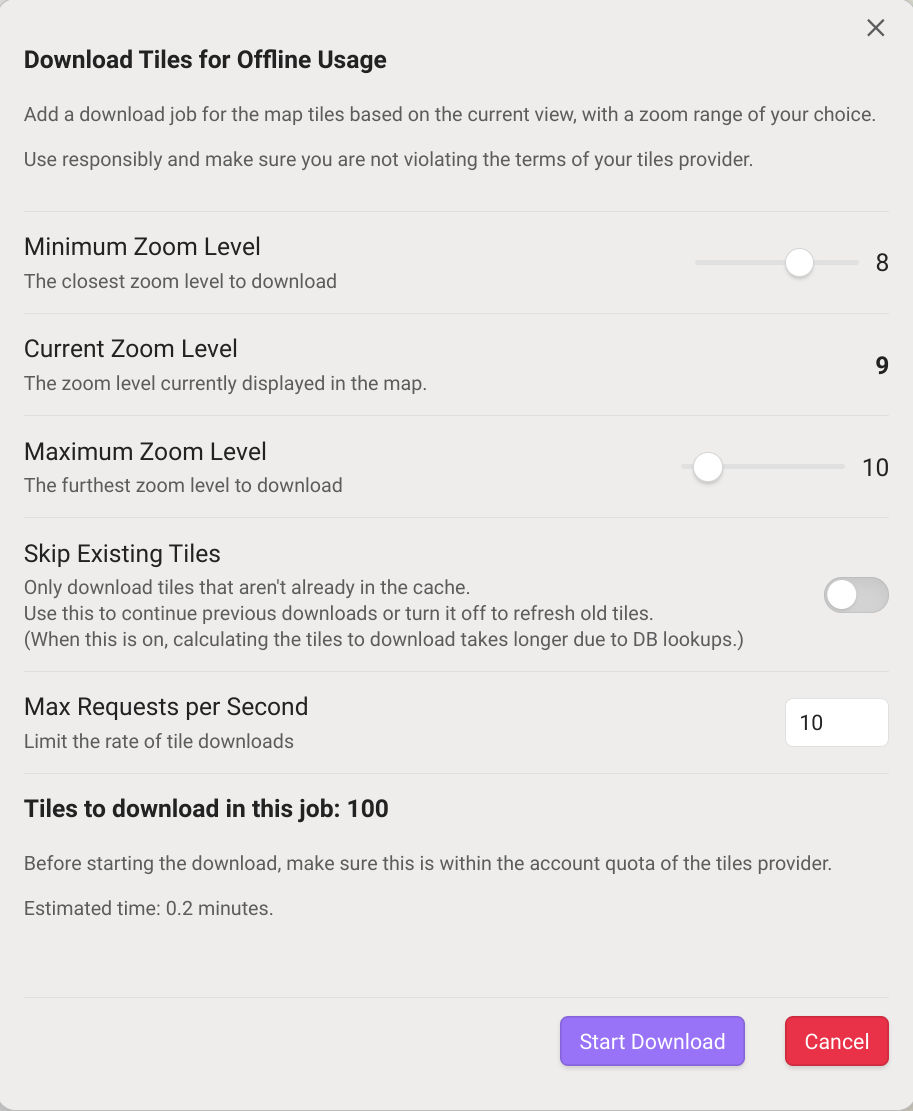 Download Tiles for Offline Usage
Add a download job for the map tiles based on the current view, with a zoom range of your choice.
Use responsibly and make sure you are not violating the terms of your tiles provider.
Minimum Zoom Level
The closest zoom level to download
8
Current Zoom Level
The zoom level currently displayed in the map.
9
Maximum Zoom Level
The furthest zoom level to download
10
Skip Existing Tiles
Only download tiles that aren't already in the cache.
Use this to continue previous downloads or turn it off to refresh old tiles.
(When this is on, calculating the tiles to download takes longer due to DB lookups.)
Max Requests per Second
Limit the rate of tile downloads
10
Tiles to download in this job: 100
Before starting the download, make sure this is within the account quota of the tiles provider.
Estimated time: 0.2 minutes.
Start Download
Cancel